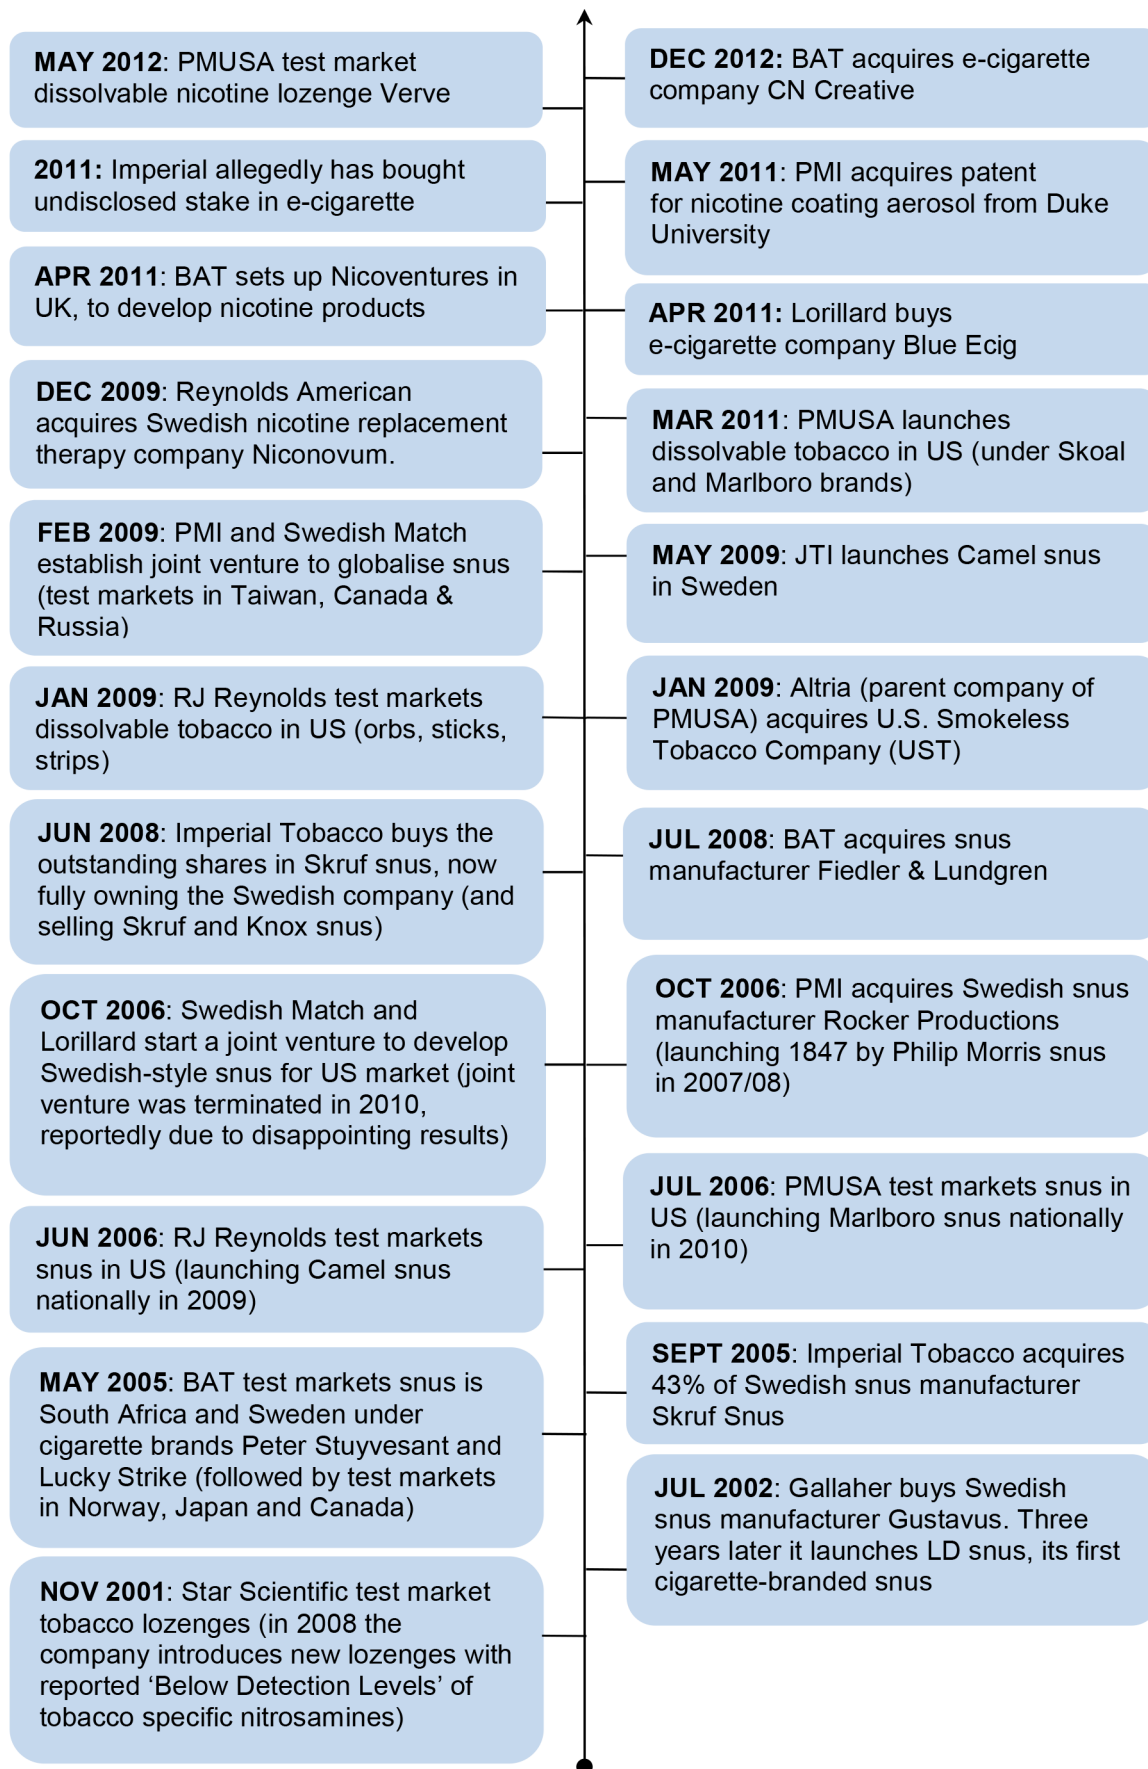 MAY 2012: PMUSA test market
dissolvable nicotine lozenge Verve
2011: Imperial allegedly has bought
undisclosed stake in e-cigarette
APR 2011: BAT sets up Nicoventures in
UK, to develop nicotine products
DEC 2009: Reynolds American
acquires Swedish nicotine replacement
therapy company Niconovum.
FEB 2009: PMI and Swedish Match
establish joint venture to globalise snus
(test markets in Taiwan, Canada &
Russia)
JAN 2009: RJ Reynolds test markets
dissolvable tobacco in US (orbs, sticks,
strips)
JUN 2008: Imperial Tobacco buys the
outstanding shares in Skruf snus, now
fully owning the Swedish company (and
selling Skruf and Knox snus)
OCT 2006: Swedish Match and
Lorillard start a joint venture to develop
Swedish-style snus for US market (joint
venture was terminated in 2010,
reportedly due to disappointing results)
JUN 2006: RJ Reynolds test markets
snus in US (launching Camel snus
nationally in 2009)
MAY 2005: BAT test markets snus is
South Africa and Sweden under
cigarette brands Peter Stuyvesant and
Lucky Strike (followed by test markets
in Norway, Japan and Canada)
NOV 2001: Star Scientific test market
tobacco lozenges (in 2008 the
company introduces new lozenges with
reported ‘Below Detection Levels’ of
tobacco specific nitrosamines)
DEC 2012: BAT acquires e-cigarette
company CN Creative
MAY 2011: PMI acquires patent
for nicotine coating aerosol from Duke
University
APR 2011: Lorillard buys
e-cigarette company Blue Ecig
MAR 2011: PMUSA launches
dissolvable tobacco in US (under Skoal
and Marlboro brands)
MAY 2009: JTI launches Camel snus
in Sweden
JAN 2009: Altria (parent company of
PMUSA) acquires U.S. Smokeless
Tobacco Company (UST)
JUL 2008: BAT acquires snus
manufacturer Fiedler & Lundgren
OCT 2006: PMI acquires Swedish snus
manufacturer Rocker Productions
(launching 1847 by Philip Morris snus
in 2007/08)
JUL 2006: PMUSA test markets snus in
US (launching Marlboro snus nationally
in 2010)
SEPT 2005: Imperial Tobacco acquires
43% of Swedish snus manufacturer
Skruf Snus
JUL 2002: Gallaher buys Swedish
snus manufacturer Gustavus. Three
years later it launches LD snus, its first
cigarette-branded snus